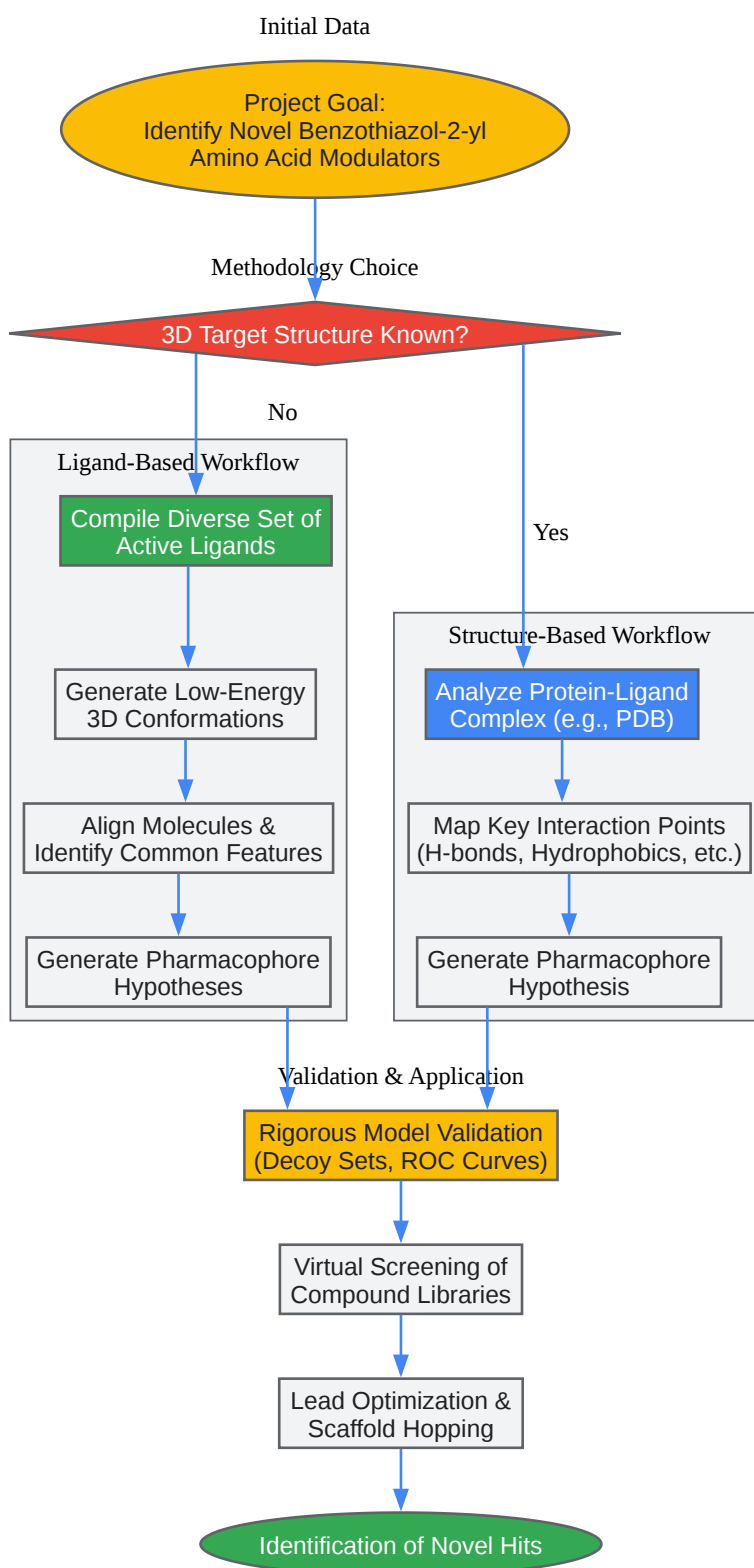 Initial Data
Project Goal:
Identify Novel Benzothiazol-2-yl
Amino Acid Modulators
Methodology Choice
3D Target Structure Known?
No
Ligand-Based Workflow
Compile Diverse Set of
Active Ligands
Generate Low-Energy
3D Conformations
Align Molecules &
Identify Common Features
Generate Pharmacophore
Hypotheses
Yes
Structure-Based Workflow
Analyze Protein-Ligand
Complex (e.g., PDB)
Map Key Interaction Points
(H-bonds, Hydrophobics, etc.)
Generate Pharmacophore
Hypothesis
Validation & Application
Rigorous Model Validation
(Decoy Sets, ROC Curves)
Virtual Screening of
Compound Libraries
Lead Optimization &
Scaffold Hopping
Identification of Novel Hits